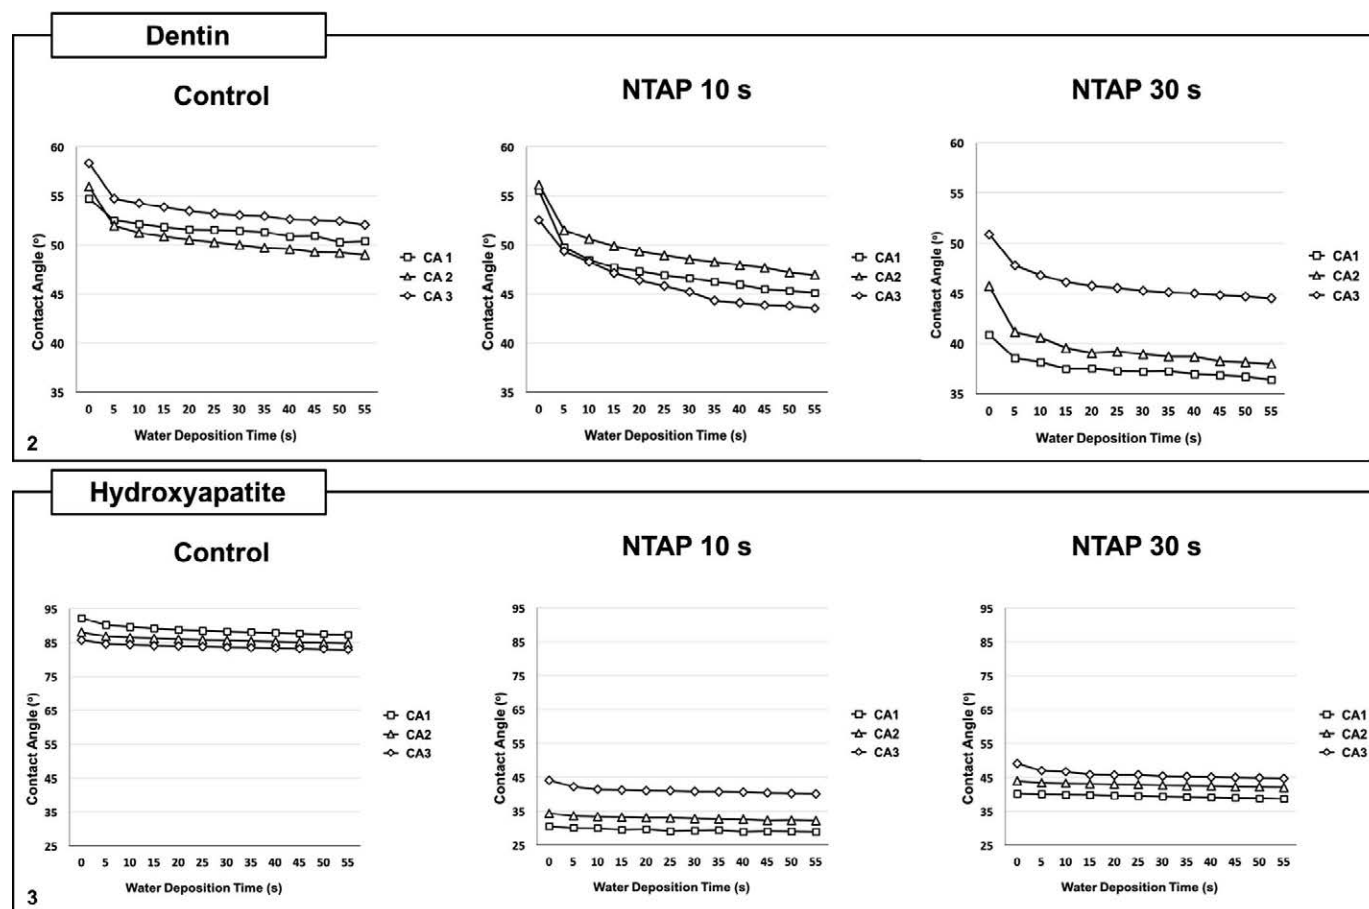 Dentin
Control
NTAP 10 s
NTAP 30 s
60
55
50
45
40
35
Contact Angle (º)
0 5 10 15 20 25 30 35 40 45 50 55
Water Deposition Time (s)
CA 1
CA 2
CA 3
60
55
50
45
40
35
Contact Angle (º)
0 5 10 15 20 25 30 35 40 45 50 55
Water Deposition Time (s)
CA1
CA2
CA3
60
55
50
45
40
35
Contact Angle (º)
0 5 10 15 20 25 30 35 40 45 50 55
Water Deposition Time (s)
CA1
CA2
CA3
2
Hydroxyapatite
Control
NTAP 10 s
NTAP 30 s
95
85
75
65
55
45
35
25
Contact Angle (º)
0 5 10 15 20 25 30 35 40 45 50 55
Water Deposition Time (s)
CA1
CA2
CA3
95
85
75
65
55
45
35
25
Contact Angle (º)
0 5 10 15 20 25 30 35 40 45 50 55
Water Deposition Time (s)
CA1
CA2
CA3
95
85
75
65
55
45
35
25
Contact Angle (º)
0 5 10 15 20 25 30 35 40 45 50 55
Water Deposition Time (s)
CA1
CA2
CA3
3